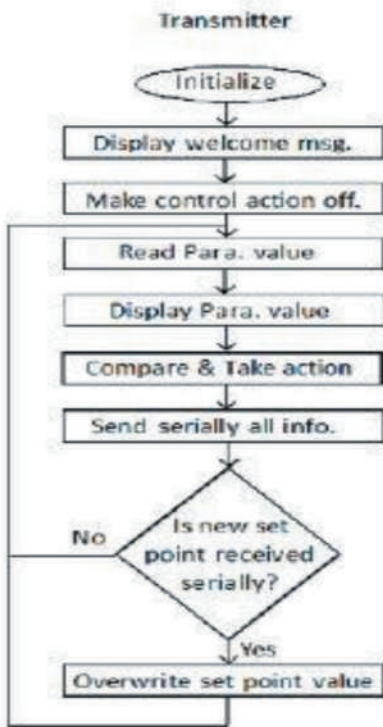 Transmitter
Initialize
Display welcome msg.
Make control action off.
Read Para. value
Display Para. value
Compare & Take action
Send serially all info.
No
Is new set
point received
serially?
Yes
Overwrite set point value